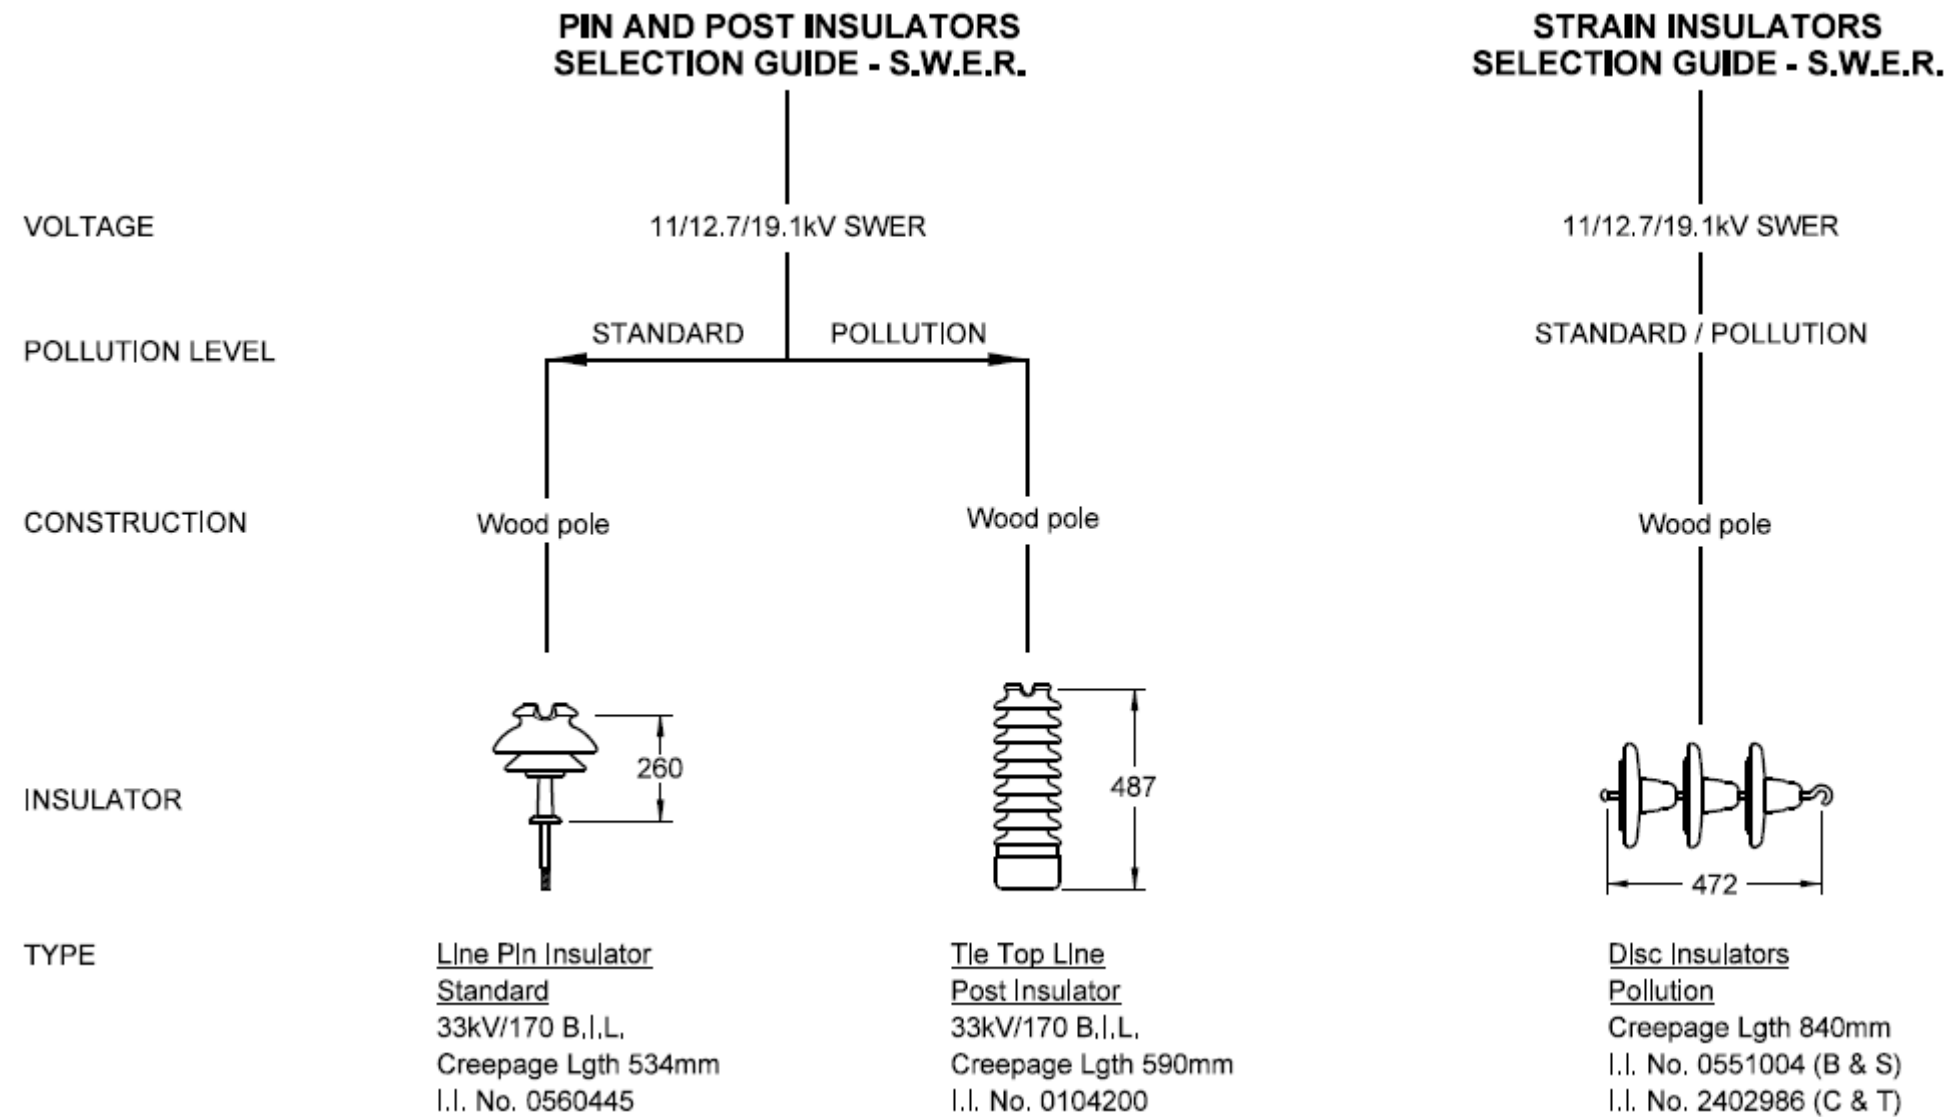 PIN AND POST INSULATORS
SELECTION GUIDE - S.W.E.R.
STRAIN INSULATORS
SELECTION GUIDE - S.W.E.R.
VOLTAGE
11/12.7/19.1kV SWER
11/12.7/19.1kV SWER
POLLUTION LEVEL
STANDARD
POLLUTION
STANDARD / POLLUTION
CONSTRUCTION
Wood pole
Wood pole
Wood pole
INSULATOR
260
487
472
TYPE
Line Pin Insulator
Standard
33kV/170 B.I.L.
Creepage Lgth 534mm
I.I. No. 0560445
Tie Top Line
Post Insulator
33kV/170 B.I.L.
Creepage Lgth 590mm
I.I. No. 0104200
Disc Insulators
Pollution
Creepage Lgth 840mm
I.I. No. 0551004 (B & S)
I.I. No. 2402986 (C & T)